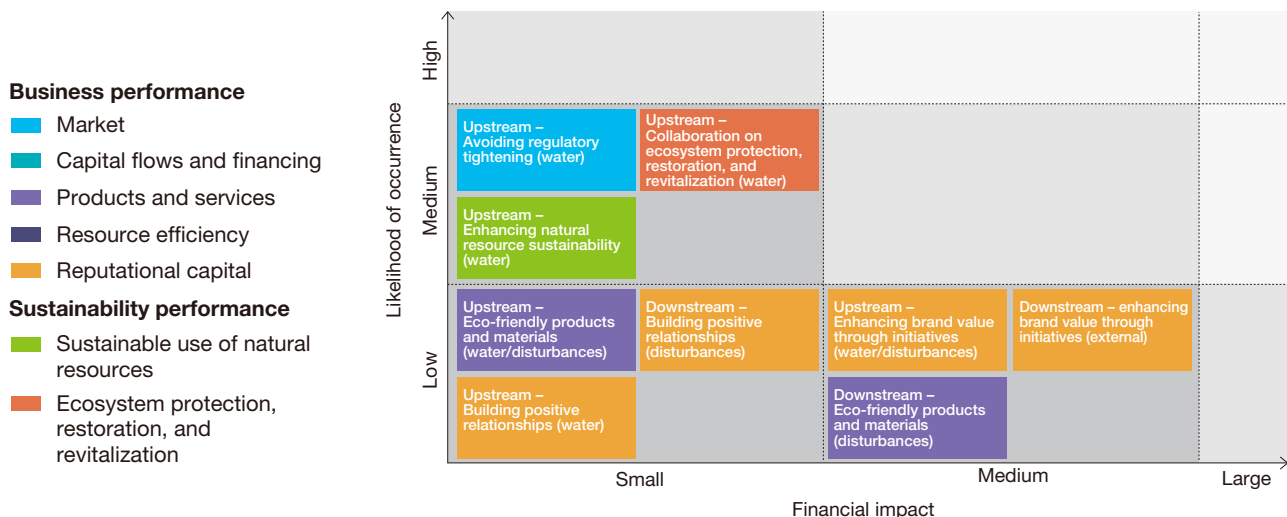 Business performance
Market
Capital flows and financing
Products and services
Resource efficiency
Reputational capital
Sustainability performance
Sustainable use of natural
resources
Ecosystem protection,
restoration, and
revitalization
Likelihood of occurrence
High
Medium
Low
Upstream –
Avoiding regulatory
tightening (water)
Upstream –
Collaboration on
ecosystem protection,
restoration, and
revitalization (water)
Upstream –
Enhancing natural
resource sustainability
(water)
Upstream –
Eco-friendly products
and materials
(water/disturbances)
Downstream –
Building positive
relationships
(disturbances)
Upstream –
Enhancing brand value
through initiatives
(water/disturbances)
Downstream – enhancing
brand value through
initiatives (external)
Upstream –
Building positive
relationships (water)
Downstream –
Eco-friendly products
and materials
(disturbances)
Small
Medium
Large
Financial impact